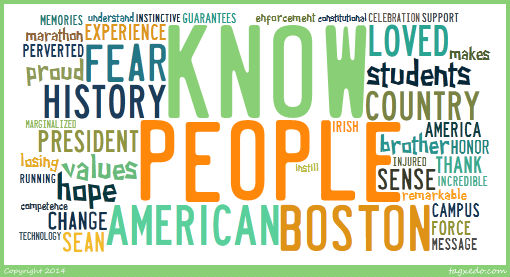 MEMORIES understand INSTINCTIVE GUARANTEES enforcement constitutional CELEBRATION SUPPORT
marathon EXPERIENCE KNOW LOVED makes
PERVERTED
proud FEAR students
HISTORY COUNTRY
MARGINALIZED PEOPLE IRISH AMERICA
PRESIDENT brother HONOR
losing values instill INJURED THANK
RUNNING hope SENSE INCREDIBLE
remarkable
competence AMERICAN BOSTON CAMPUS
CHANGE FORCE
TECHNOLOGY SEAN MESSAGE
Copyright 2014 tagxedo.com